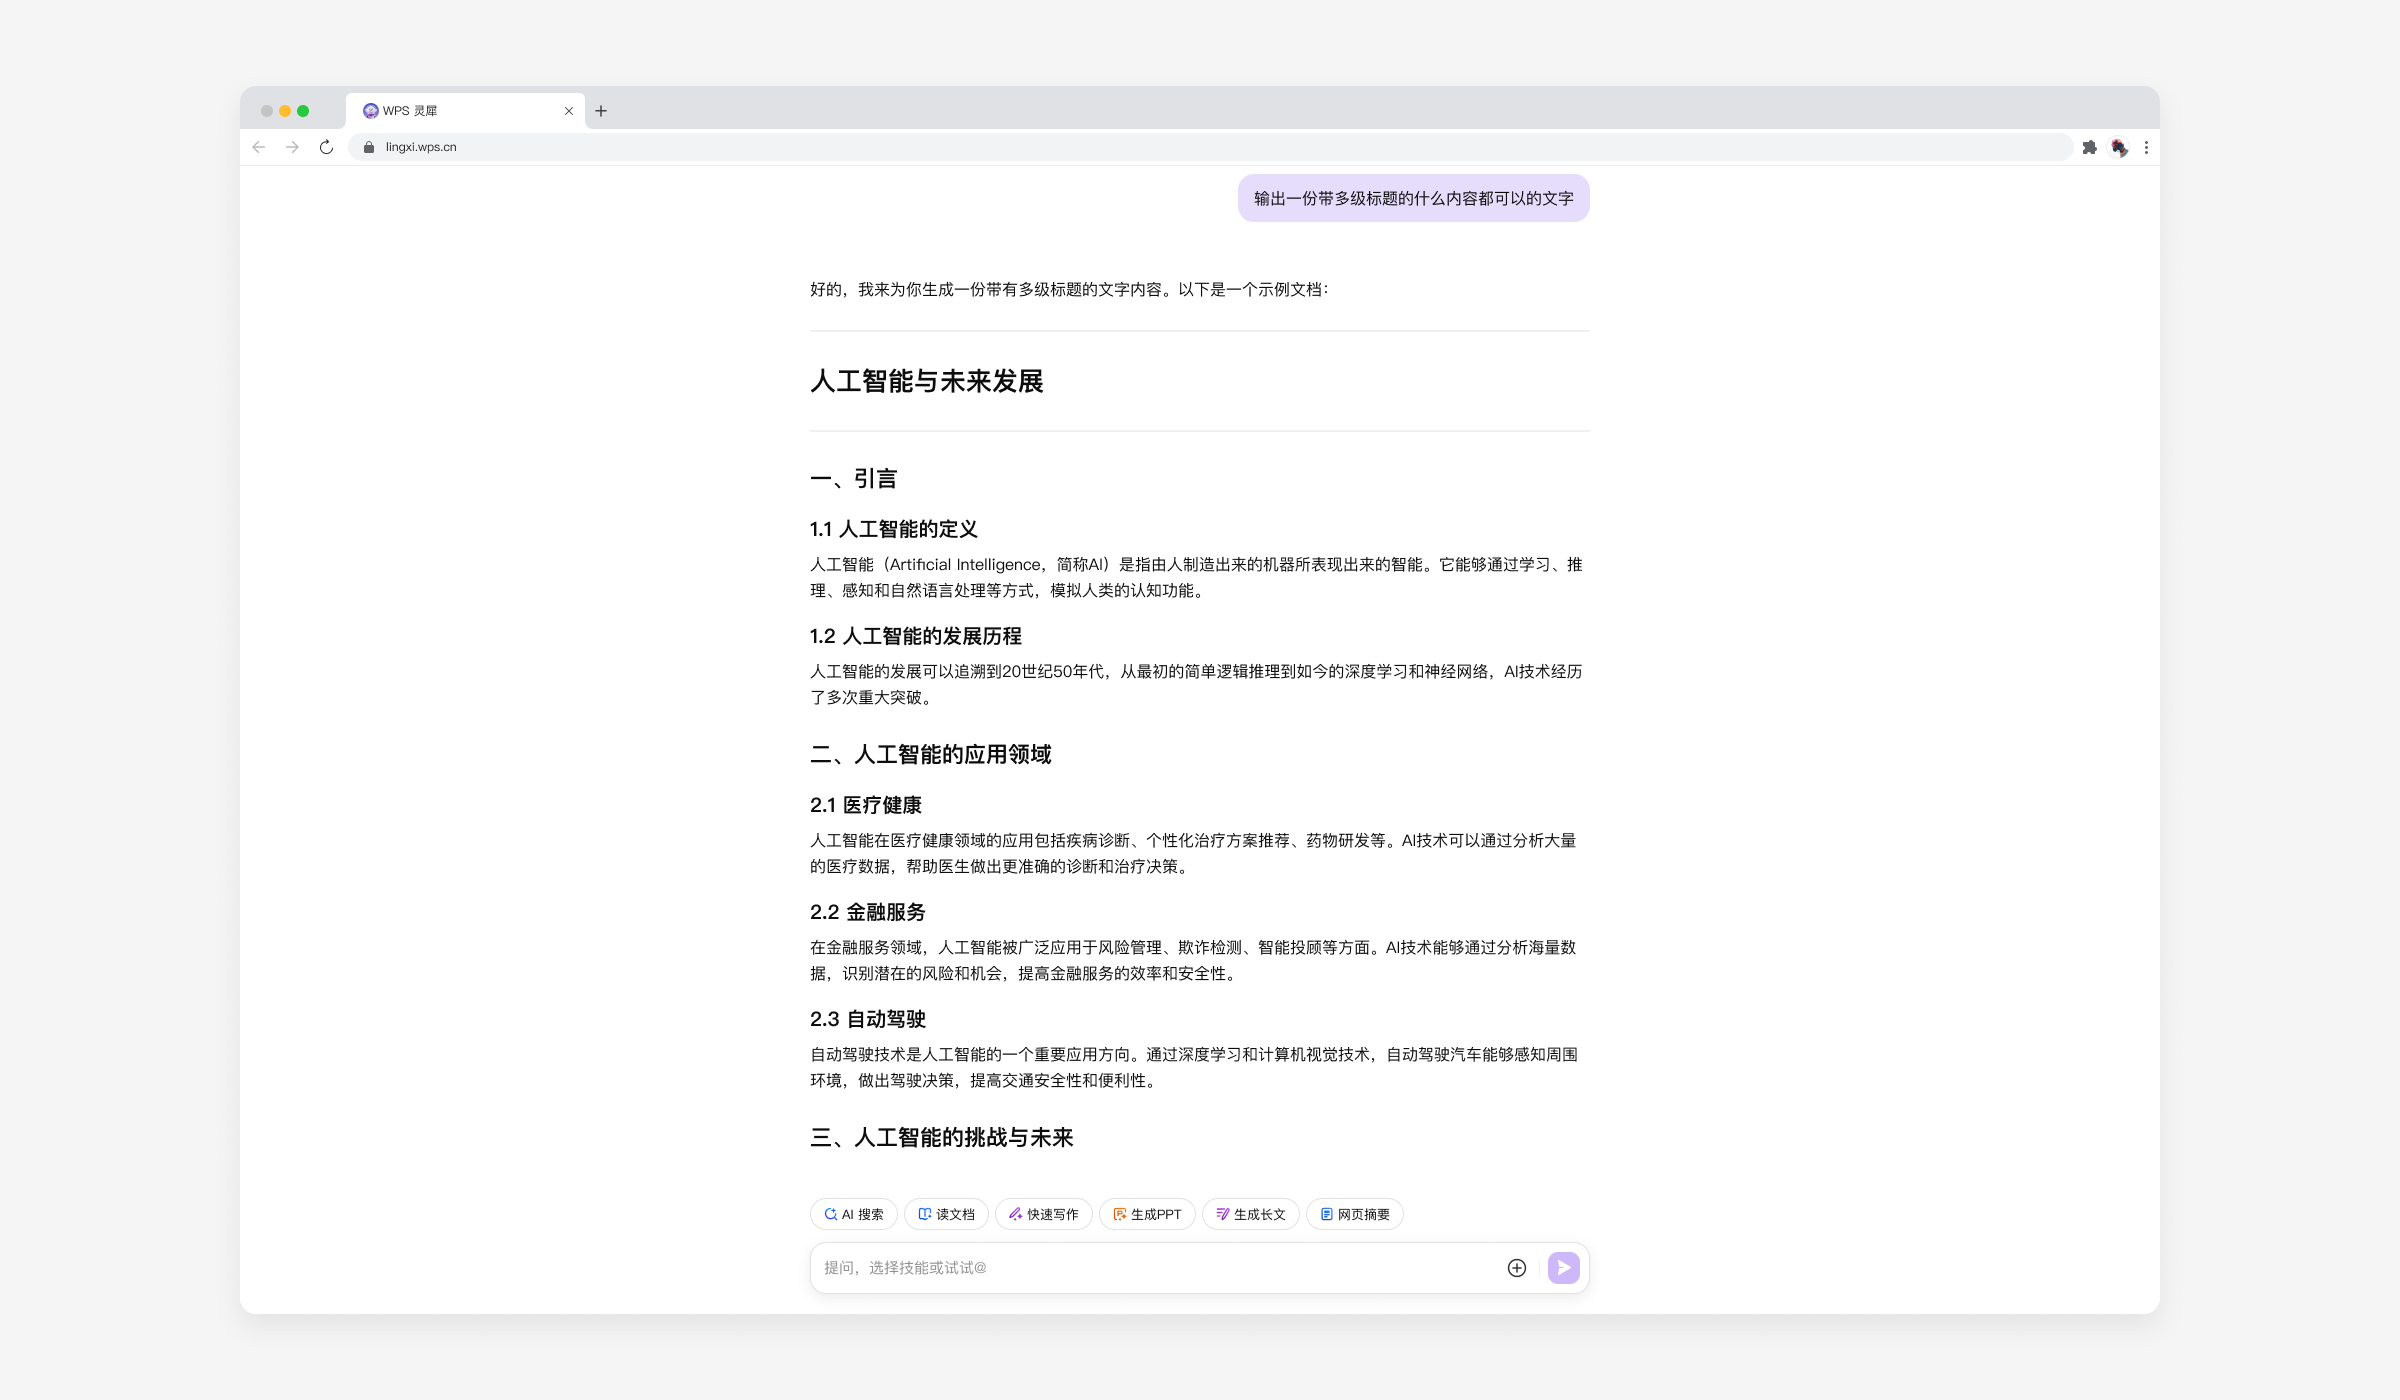 WPS 灵犀
lingxi.wps.cn
输出一份带多级标题的什么内容都可以的文字
好的，我来为你生成一份带有多级标题的文字内容。以下是一个示例文档：
人工智能与未来发展
一、引言
1.1 人工智能的定义
人工智能（Artificial Intelligence，简称AI）是指由人制造出来的机器所表现出来的智能。它能够通过学习、推
理、感知和自然语言处理等方式，模拟人类的认知功能。
1.2 人工智能的发展历程
人工智能的发展可以追溯到20世纪50年代，从最初的简单逻辑推理到如今的深度学习和神经网络，AI技术经历
了多次重大突破。
二、人工智能的应用领域
2.1 医疗健康
人工智能在医疗健康领域的应用包括疾病诊断、个性化治疗方案推荐、药物研发等。AI技术可以通过分析大量
的医疗数据，帮助医生做出更准确的诊断和治疗决策。
2.2 金融服务
在金融服务领域，人工智能被广泛应用于风险管理、欺诈检测、智能投顾等方面。AI技术能够通过分析海量数
据，识别潜在的风险和机会，提高金融服务的效率和安全性。
2.3 自动驾驶
自动驾驶技术是人工智能的一个重要应用方向。通过深度学习和计算机视觉技术，自动驾驶汽车能够感知周围
环境，做出驾驶决策，提高交通安全性和便利性。
三、人工智能的挑战与未来
AI 搜索 读文档 快速写作 生成PPT 生成长文 网页摘要
提问，选择技能或试试@